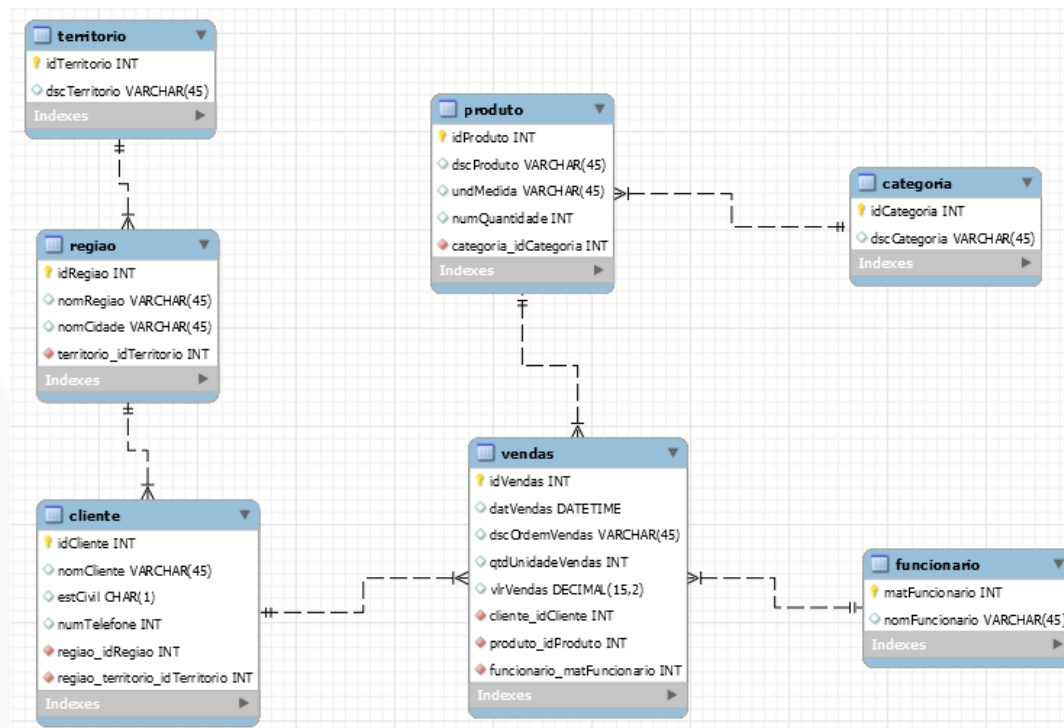 territorio
idTerritorio INT
dscTerritorio VARCHAR(45)
Indexes
regiao
idRegiao INT
nomRegiao VARCHAR(45)
nomCidade VARCHAR(45)
territorio_idTerritorio INT
Indexes
cliente
idCliente INT
nomCliente VARCHAR(45)
estCivil CHAR(1)
numTelefone INT
regiao_idRegiao INT
regiao_territorio_idTerritorio INT
Indexes
produto
idProduto INT
dscProduto VARCHAR(45)
undMedida VARCHAR(45)
numQuantidade INT
categoria_idCategoria INT
Indexes
vendas
idVendas INT
datVendas DATETIME
dscOrdemVendas VARCHAR(45)
qtdUnidadeVendas INT
vlrVendas DECIMAL(15,2)
cliente_idCliente INT
produto_idProduto INT
funcionario_matFuncionario INT
Indexes
categoria
idCategoria INT
dscCategoria VARCHAR(45)
Indexes
funcionario
matFuncionario INT
nomFuncionario VARCHAR(45)
Indexes